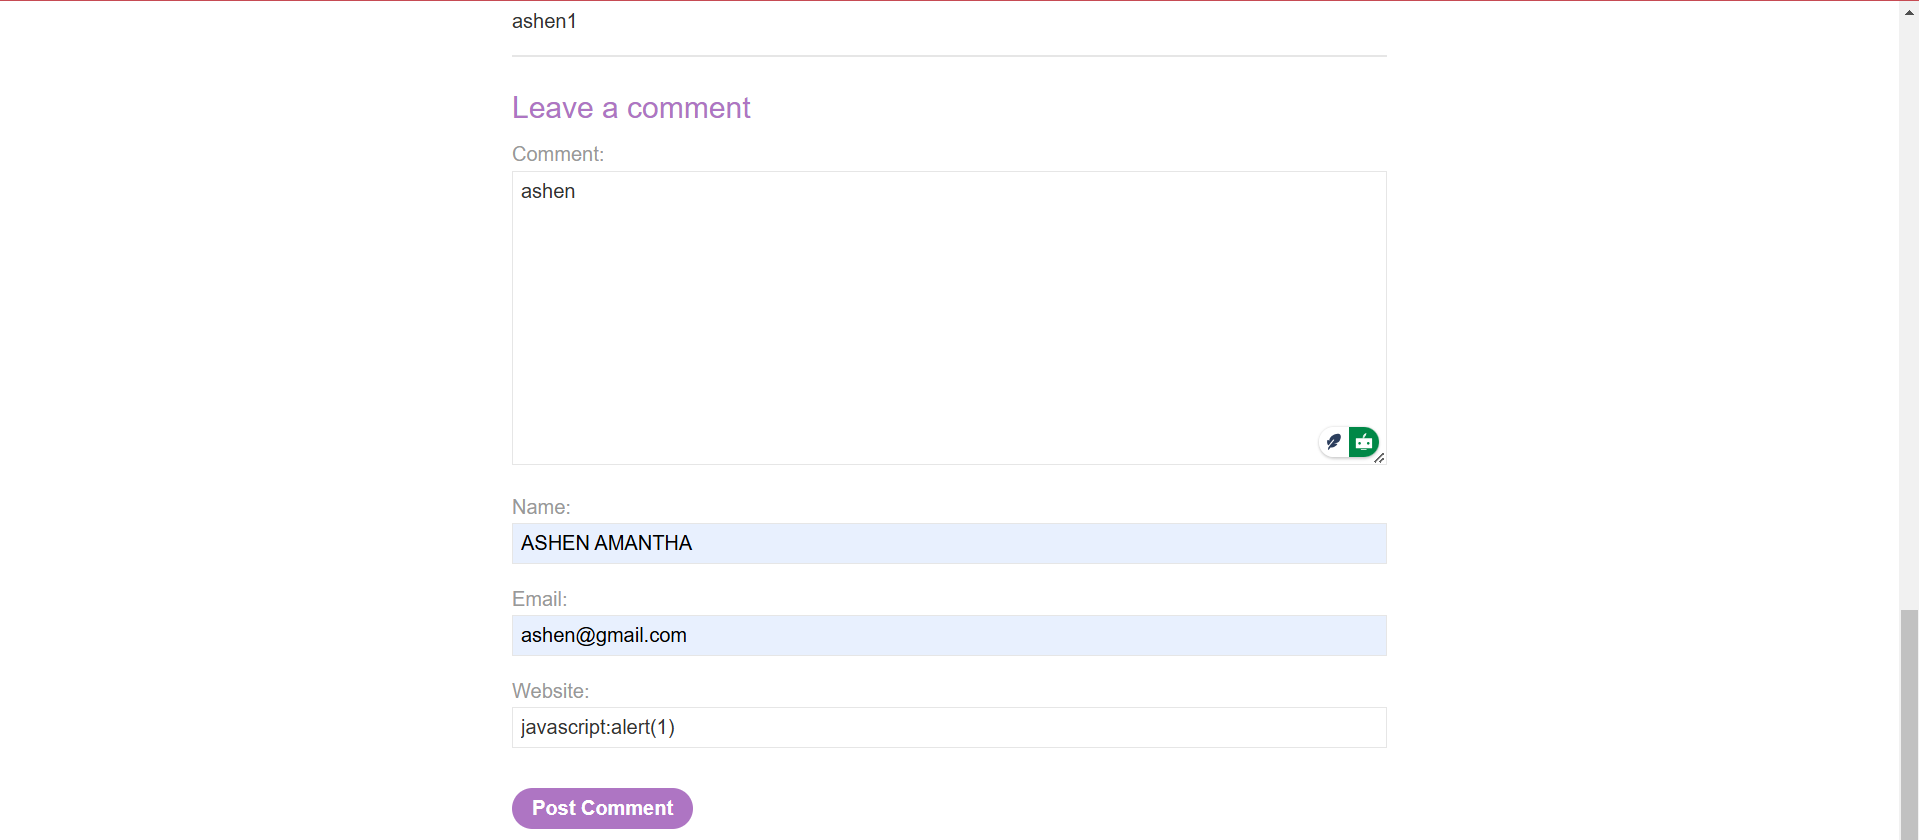 ashen1
Leave a comment
Comment:
ashen
Name:
ASHEN AMANTHA
Email:
ashen@gmail.com
Website:
javascript:alert(1)
Post Comment